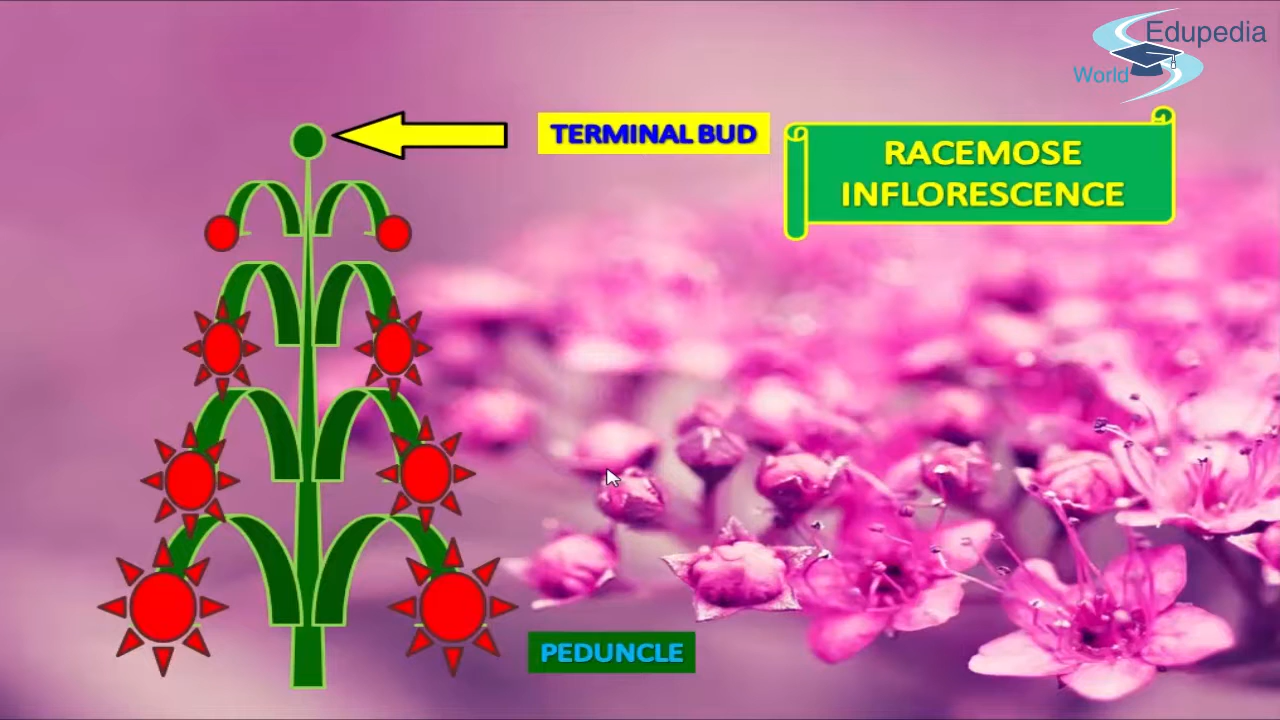 Edupedia
World
TERMINAL BUD
RACEMOSE
INFLORESCENCE
PEDUNCLE